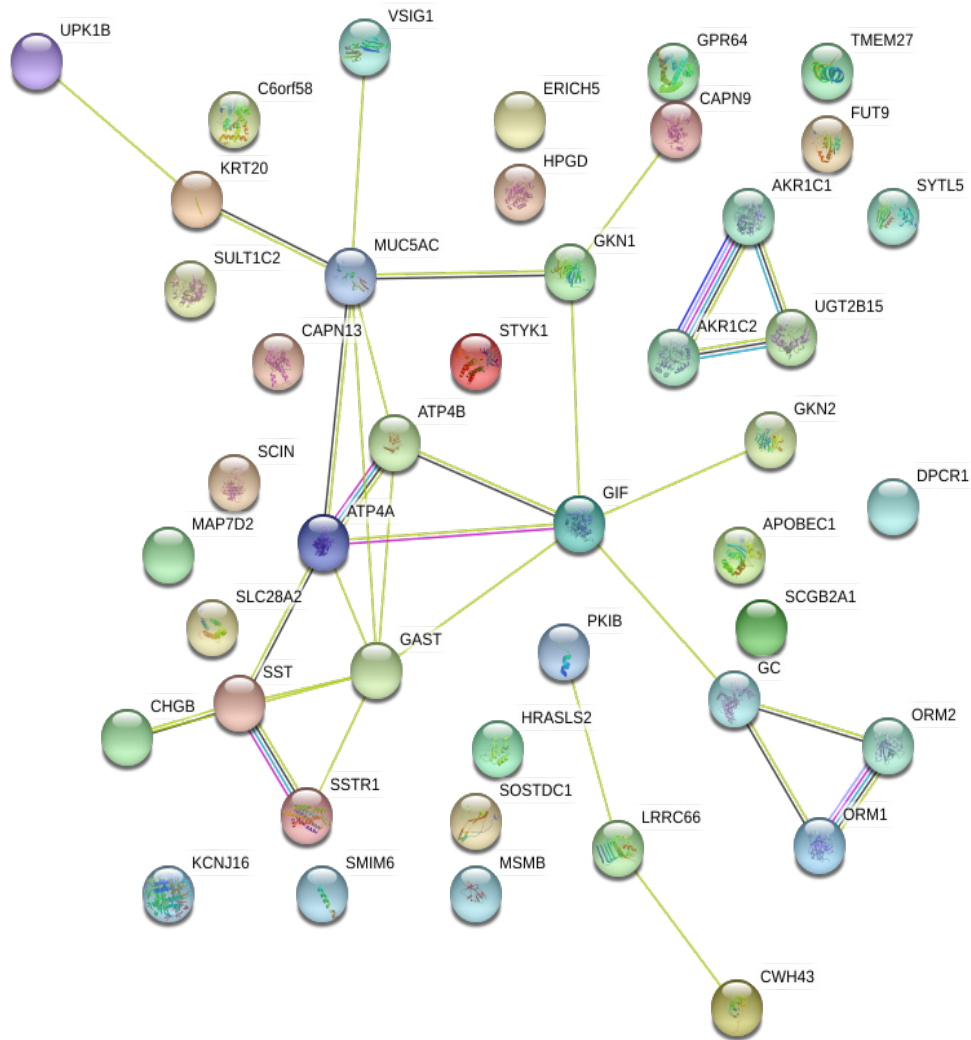 VSIG1
UPK1B
GPR64
TMEM27
C6orf58
ERICH5
CAPN9
FUT9
KRT20
HPGD
AKR1C1
SYTL5
MUC5AC
GKN1
SULT1C2
UGT2B15
CAPN13
STYK1
AKR1C2
ATP4B
GKN2
SCIN
GIF
DPCR1
ATP4A
MAP7D2
APOBEC1
SLC28A2
SCGB2A1
PKIB
GAST
SST
GC
CHGB
HRASLS2
ORM2
SSTR1
SOSTDC1
LRRC66
ORM1
KCNJ16
SMIM6
MSMB
CWH43